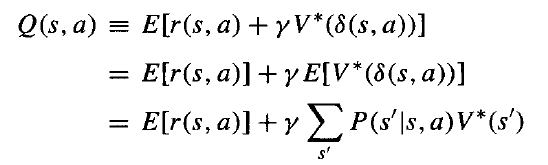 Q(s, a) ≡ E[r(s, a) + γV*(δ(s, a))]
= E[r(s, a)] + γE[V*(δ(s, a))]
= E[r(s, a)] + γ ∑_{s'} P(s'|s, a)V*(s')